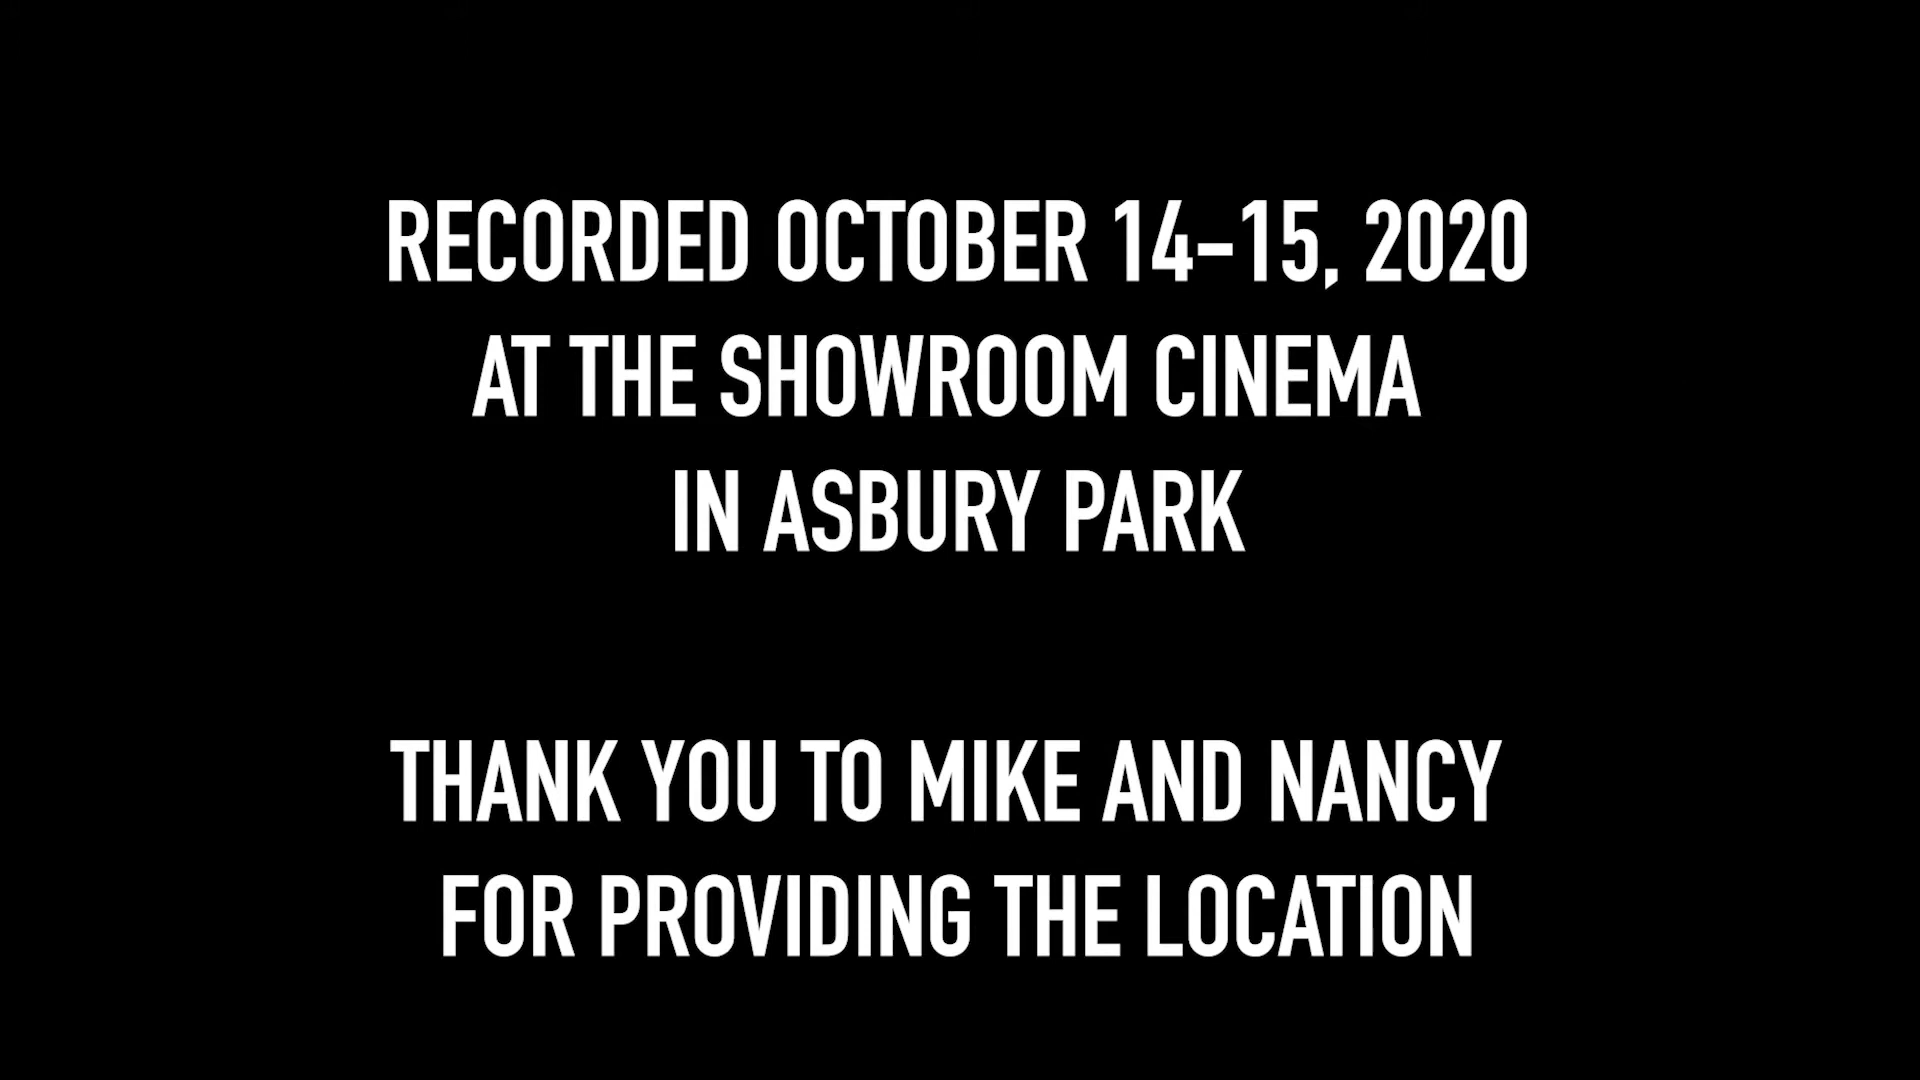 RECORDED OCTOBER 14-15, 2020
AT THE SHOWROOM CINEMA
IN ASBURY PARK
THANK YOU TO MIKE AND NANCY
FOR PROVIDING THE LOCATION